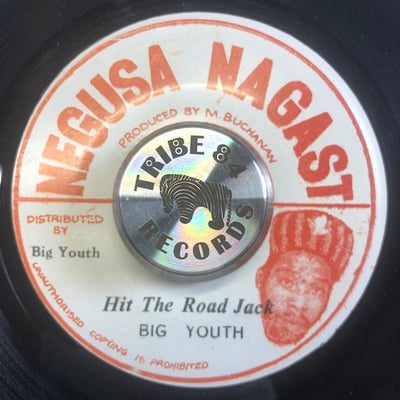 NEGUSA NAGAST
PRODUCED BY M. BUCHANAN
TRIBE 84
RECORDS
DISTRIBUTED
BY
Big Youth
Hit The Road Jack
BIG YOUTH
UNAUTHORISED COPYING IS PROHIBITED